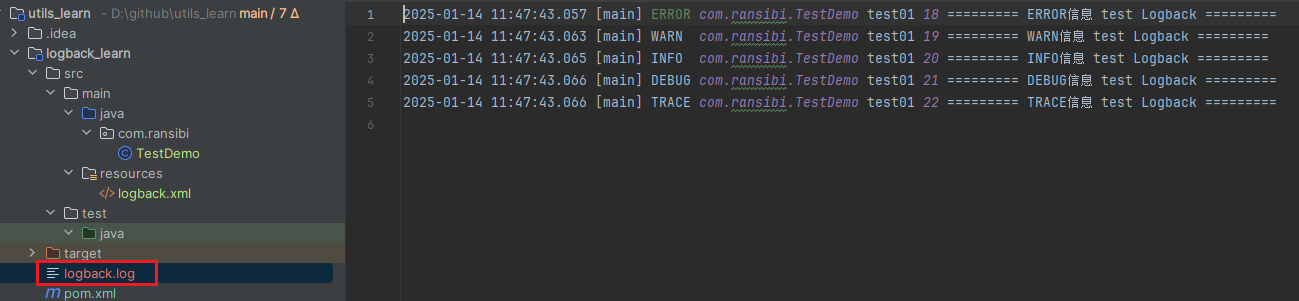 utils_learn - D:\github\utils_learn main / 7 Δ
.idea
logback_learn
src
main
java
com.ransibi
TestDemo
resources
logback.xml
test
java
target
logback.log
pom.xml
1 2025-01-14 11:47:43.057 [main] ERROR com.ransibi.TestDemo test01 18 ========= ERROR信息 test Logback =========
2 2025-01-14 11:47:43.063 [main] WARN  com.ransibi.TestDemo test01 19 ========= WARN信息 test Logback =========
3 2025-01-14 11:47:43.065 [main] INFO  com.ransibi.TestDemo test01 20 ========= INFO信息 test Logback =========
4 2025-01-14 11:47:43.066 [main] DEBUG com.ransibi.TestDemo test01 21 ========= DEBUG信息 test Logback =========
5 2025-01-14 11:47:43.066 [main] TRACE com.ransibi.TestDemo test01 22 ========= TRACE信息 test Logback =========
6